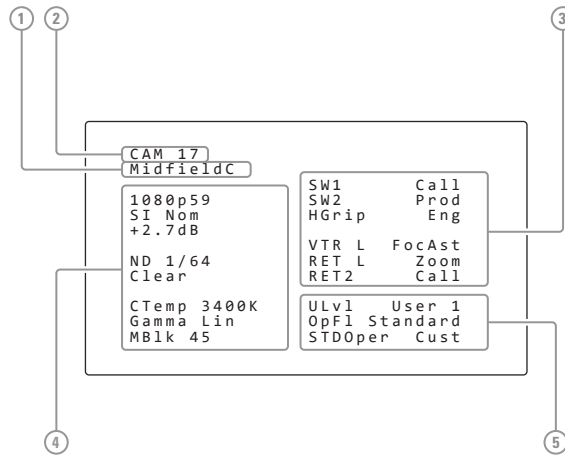 1 2 3
CAM 17
MidfieldC
1080p59
SI Nom
+2.7dB
ND 1/64
Clear
CTemp 3400K
Gamma Lin
MBlk 45
SW1 Call
SW2 Prod
HGrip Eng
VTR L FocAst
RET L Zoom
RET2 Call
ULvl User 1
OpFl Standard
STDOper Cust
4 5